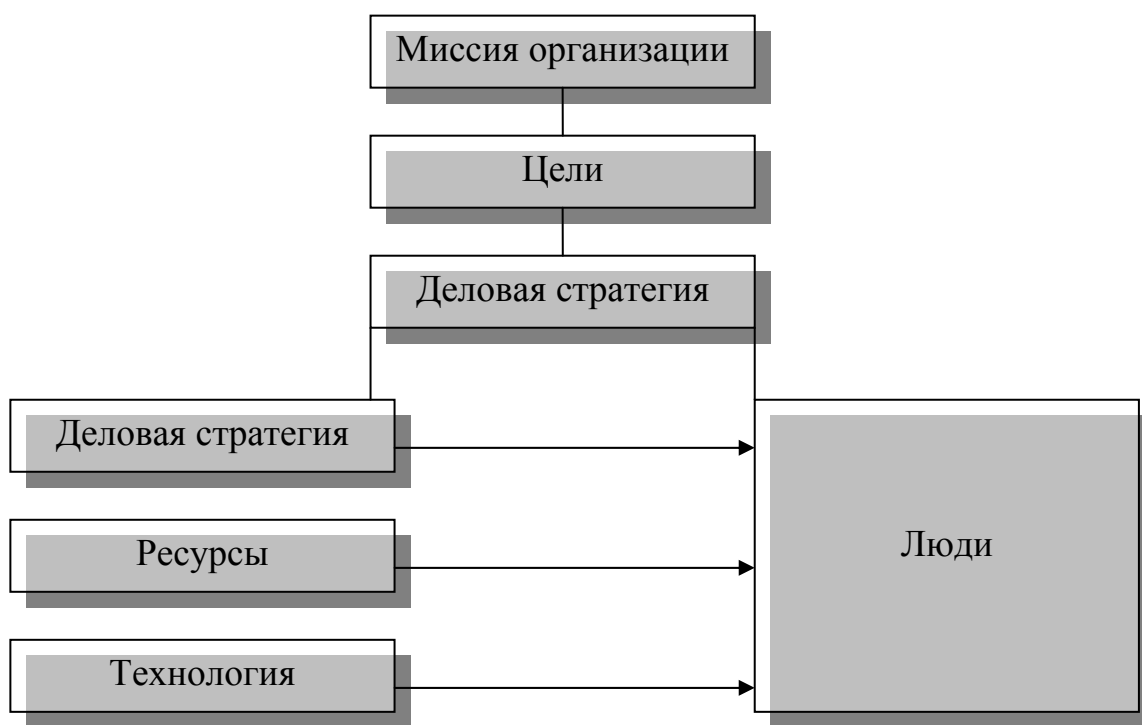 Миссия организации
Цели
Деловая стратегия
Деловая стратегия
Ресурсы
Технология
Люди